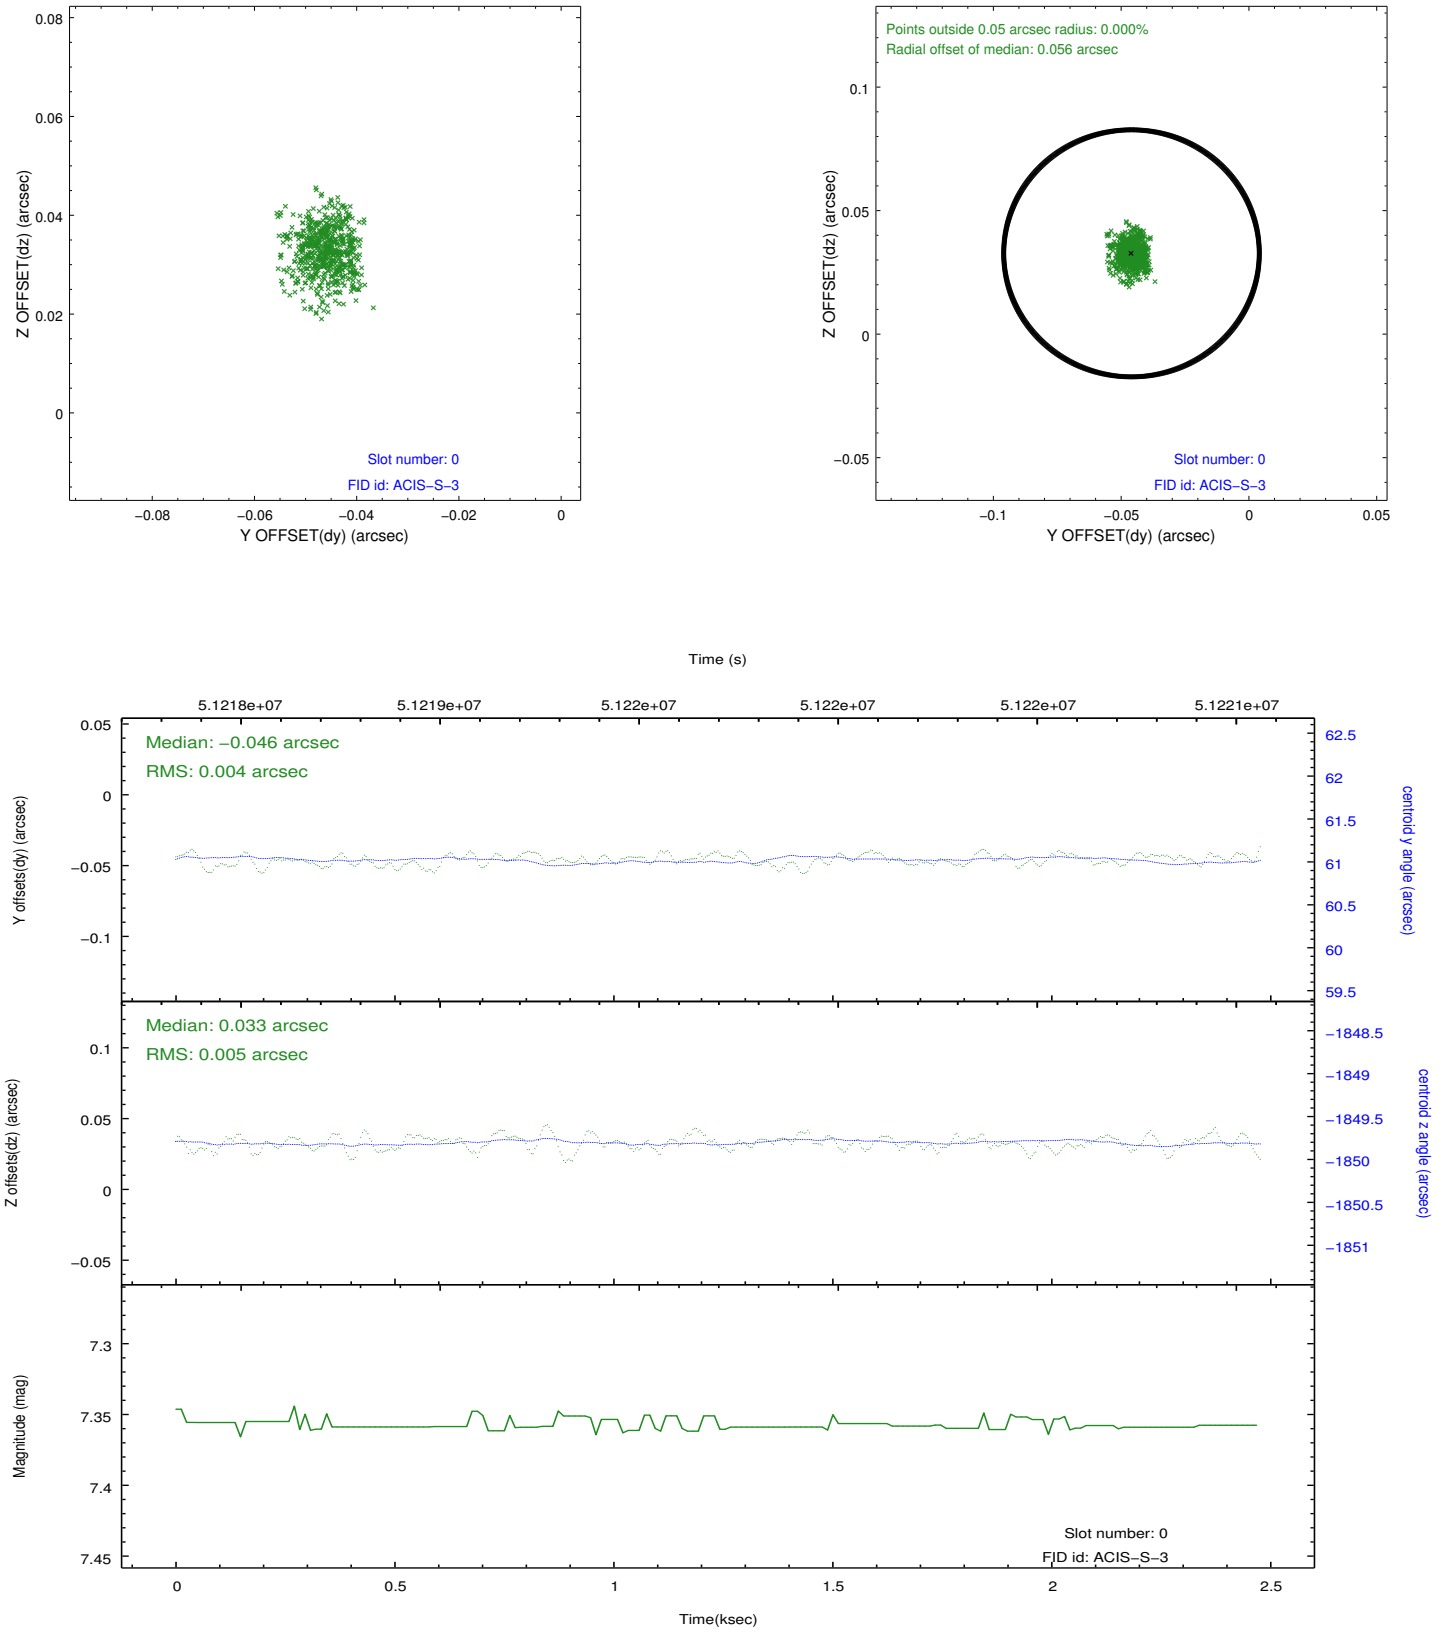 0.08
0.06
0.04
0.02
0
Z OFFSET(dz) (arcsec)
Slot number: 0
FID id: ACIS−S−3
−0.08
−0.06
−0.04
−0.02
0
Y OFFSET(dy) (arcsec)
Points outside 0.05 arcsec radius: 0.000%
Radial offset of median: 0.056 arcsec
0.1
0.05
0
−0.05
Z OFFSET(dz) (arcsec)
Slot number: 0
FID id: ACIS−S−3
−0.1
−0.05
0
0.05
Y OFFSET(dy) (arcsec)
Time (s)
5.1218e+07
5.1219e+07
5.122e+07
5.122e+07
5.122e+07
5.1221e+07
Median: −0.046 arcsec
RMS: 0.004 arcsec
0.05
0
−0.05
−0.1
Y offsets(dy) (arcsec)
62.5
62
61.5
61
60.5
60
59.5
centroid y angle (arcsec)
Median: 0.033 arcsec
RMS: 0.005 arcsec
0.1
0.05
0
−0.05
Z offsets(dz) (arcsec)
−1848.5
−1849
−1849.5
−1850
−1850.5
−1851
centroid z angle (arcsec)
7.3
7.35
7.4
7.45
Magnitude (mag)
Slot number: 0
FID id: ACIS−S−3
0
0.5
1
1.5
2
2.5
Time(ksec)